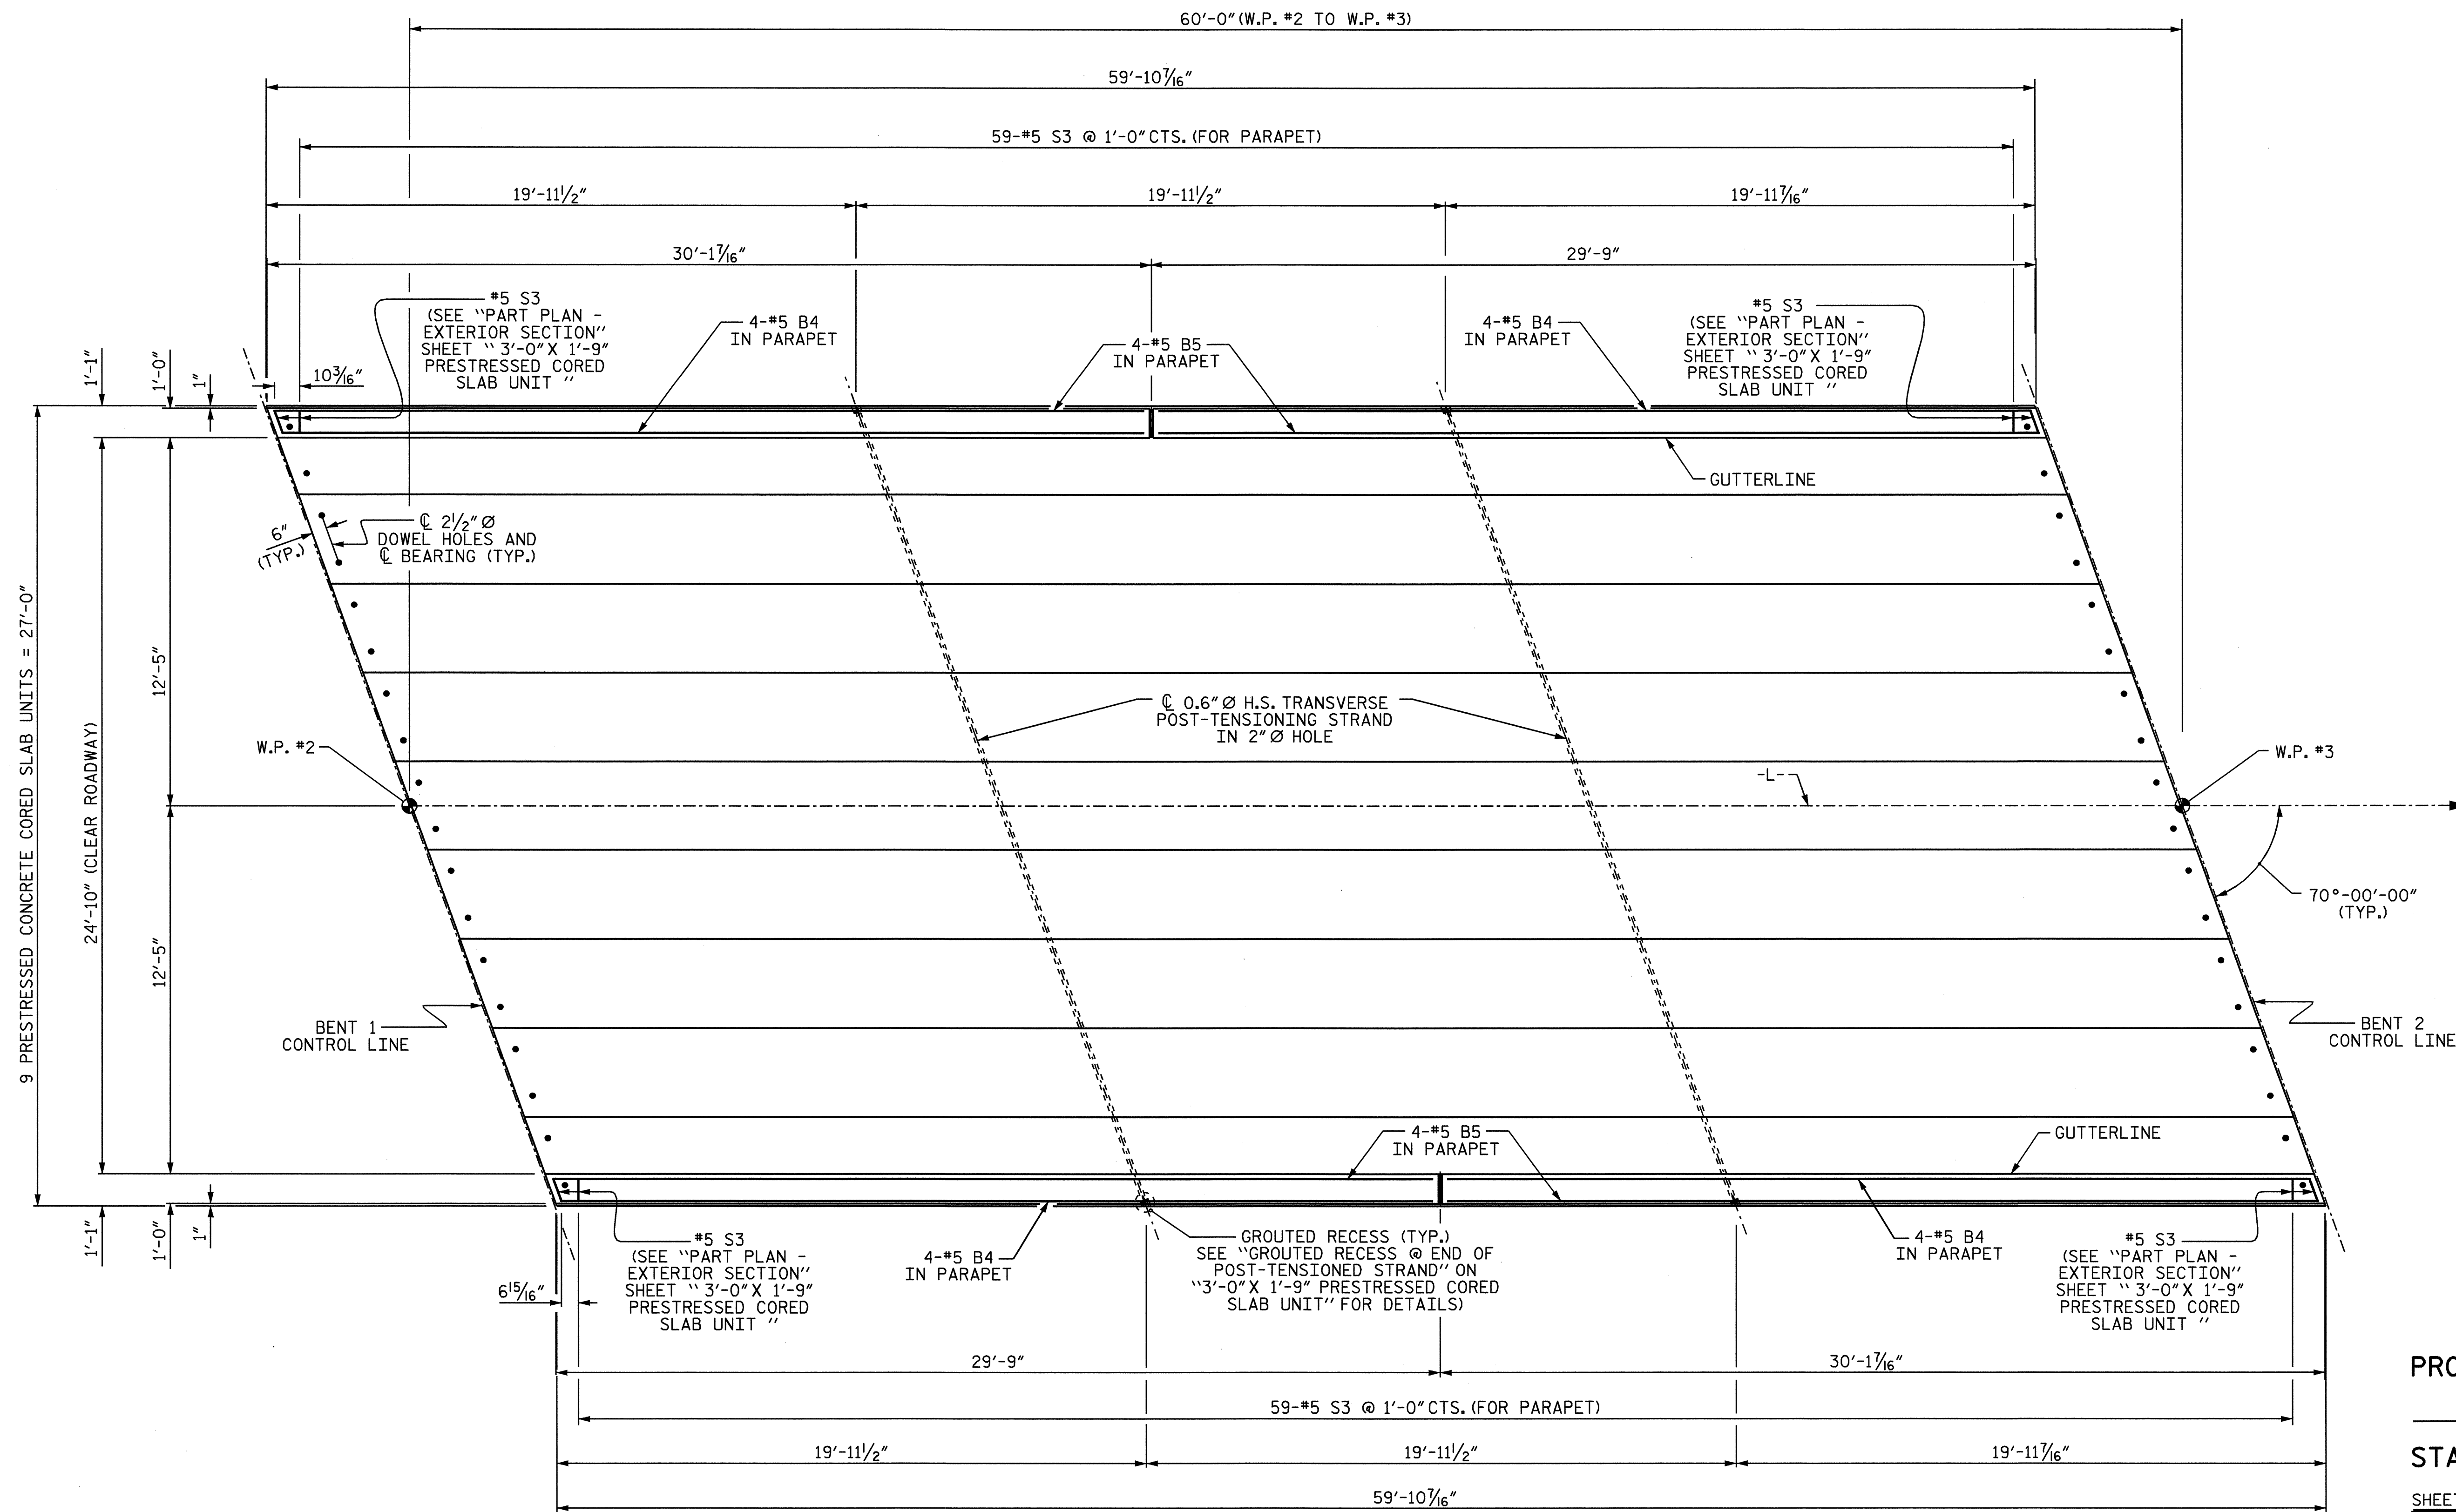 60'-0" (W.P. #2 TO W.P. #3)
59'-10 7/16"
59-#5 S3 @ 1'-0" CTS. (FOR PARAPET)
19'-11 1/2"
19'-11 1/2"
19'-11 7/16"
30'-1 7/16"
29'-9"
#5 S3
(SEE "PART PLAN -
EXTERIOR SECTION"
SHEET " 3'-0" X 1'-9"
PRESTRESSED CORED
SLAB UNIT "
4-#5 B4
IN PARAPET
4-#5 B5
IN PARAPET
4-#5 B4
IN PARAPET
#5 S3
(SEE "PART PLAN -
EXTERIOR SECTION"
SHEET " 3'-0" X 1'-9"
PRESTRESSED CORED
SLAB UNIT "
1'-1"
1'-0"
1"
10 3/16"
GUTTERLINE
6"
(TYP.)
℄ 2 1/2" Ø
DOWEL HOLES AND
℄ BEARING (TYP.)
9 PRESTRESSED CONCRETE CORED SLAB UNITS = 27'-0"
24'-10" (CLEAR ROADWAY)
12'-5"
12'-5"
℄ 0.6" Ø H.S. TRANSVERSE
POST-TENSIONING STRAND
IN 2" Ø HOLE
W.P. #2
-L-
W.P. #3
70°-00'-00"
(TYP.)
BENT 1
CONTROL LINE
BENT 2
CONTROL LINE
4-#5 B5
IN PARAPET
GUTTERLINE
1'-1"
1'-0"
1"
6 15/16"
#5 S3
(SEE "PART PLAN -
EXTERIOR SECTION"
SHEET " 3'-0" X 1'-9"
PRESTRESSED CORED
SLAB UNIT "
4-#5 B4
IN PARAPET
GROUTED RECESS (TYP.)
SEE "GROUTED RECESS @ END OF
POST-TENSIONED STRAND" ON
"3'-0" X 1'-9" PRESTRESSED CORED
SLAB UNIT" FOR DETAILS)
4-#5 B4
IN PARAPET
#5 S3
(SEE "PART PLAN -
EXTERIOR SECTION"
SHEET " 3'-0" X 1'-9"
PRESTRESSED CORED
SLAB UNIT "
29'-9"
30'-1 7/16"
59-#5 S3 @ 1'-0" CTS. (FOR PARAPET)
19'-11 1/2"
19'-11 1/2"
19'-11 7/16"
59'-10 7/16"
PRO
STA
SHEET